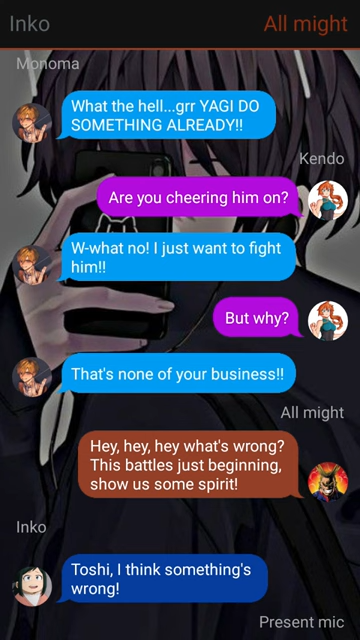 Inko
All might
Monoma
What the hell...grr YAGI DO
SOMETHING ALREADY!!
Kendo
Are you cheering him on?
W-what no! I just want to fight
him!!
But why?
That's none of your business!!
All might
Hey, hey, hey what's wrong?
This battles just beginning,
show us some spirit!
Inko
Toshi, I think something's
wrong!
Present mic